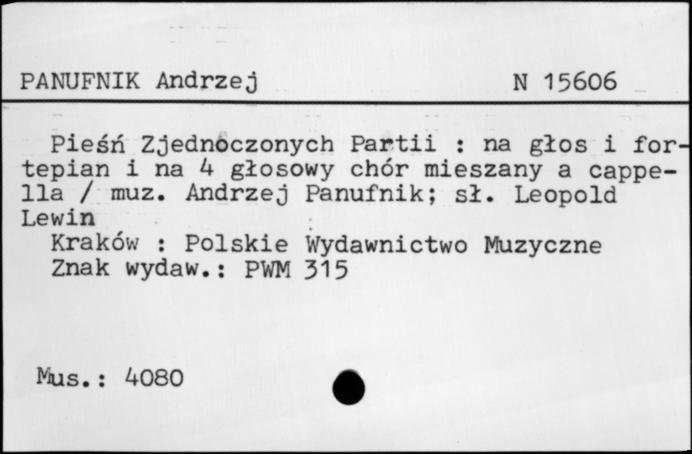 PANUFNIK Andrzej N 15606
Pieśń Zjednoczonych Partii : na głos i for-
tepian i na 4 głosowy chór mieszany a cappe-
lla / muz. Andrzej Panufnik; sł. Leopold
Lewin
Kraków : Polskie Wydawnictwo Muzyczne
Znak wydaw.: PWM 315
Mus.: 4080